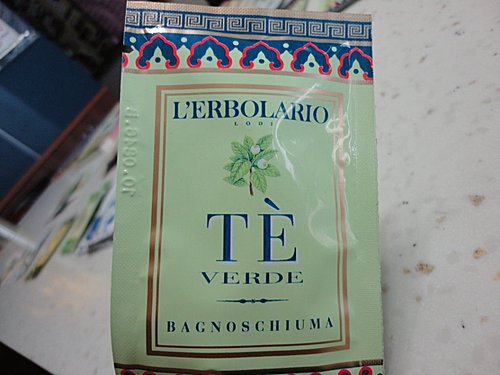 L'ERBOLARIO
LODI
TÈ
VERDE
BAGNOSCHIUMA